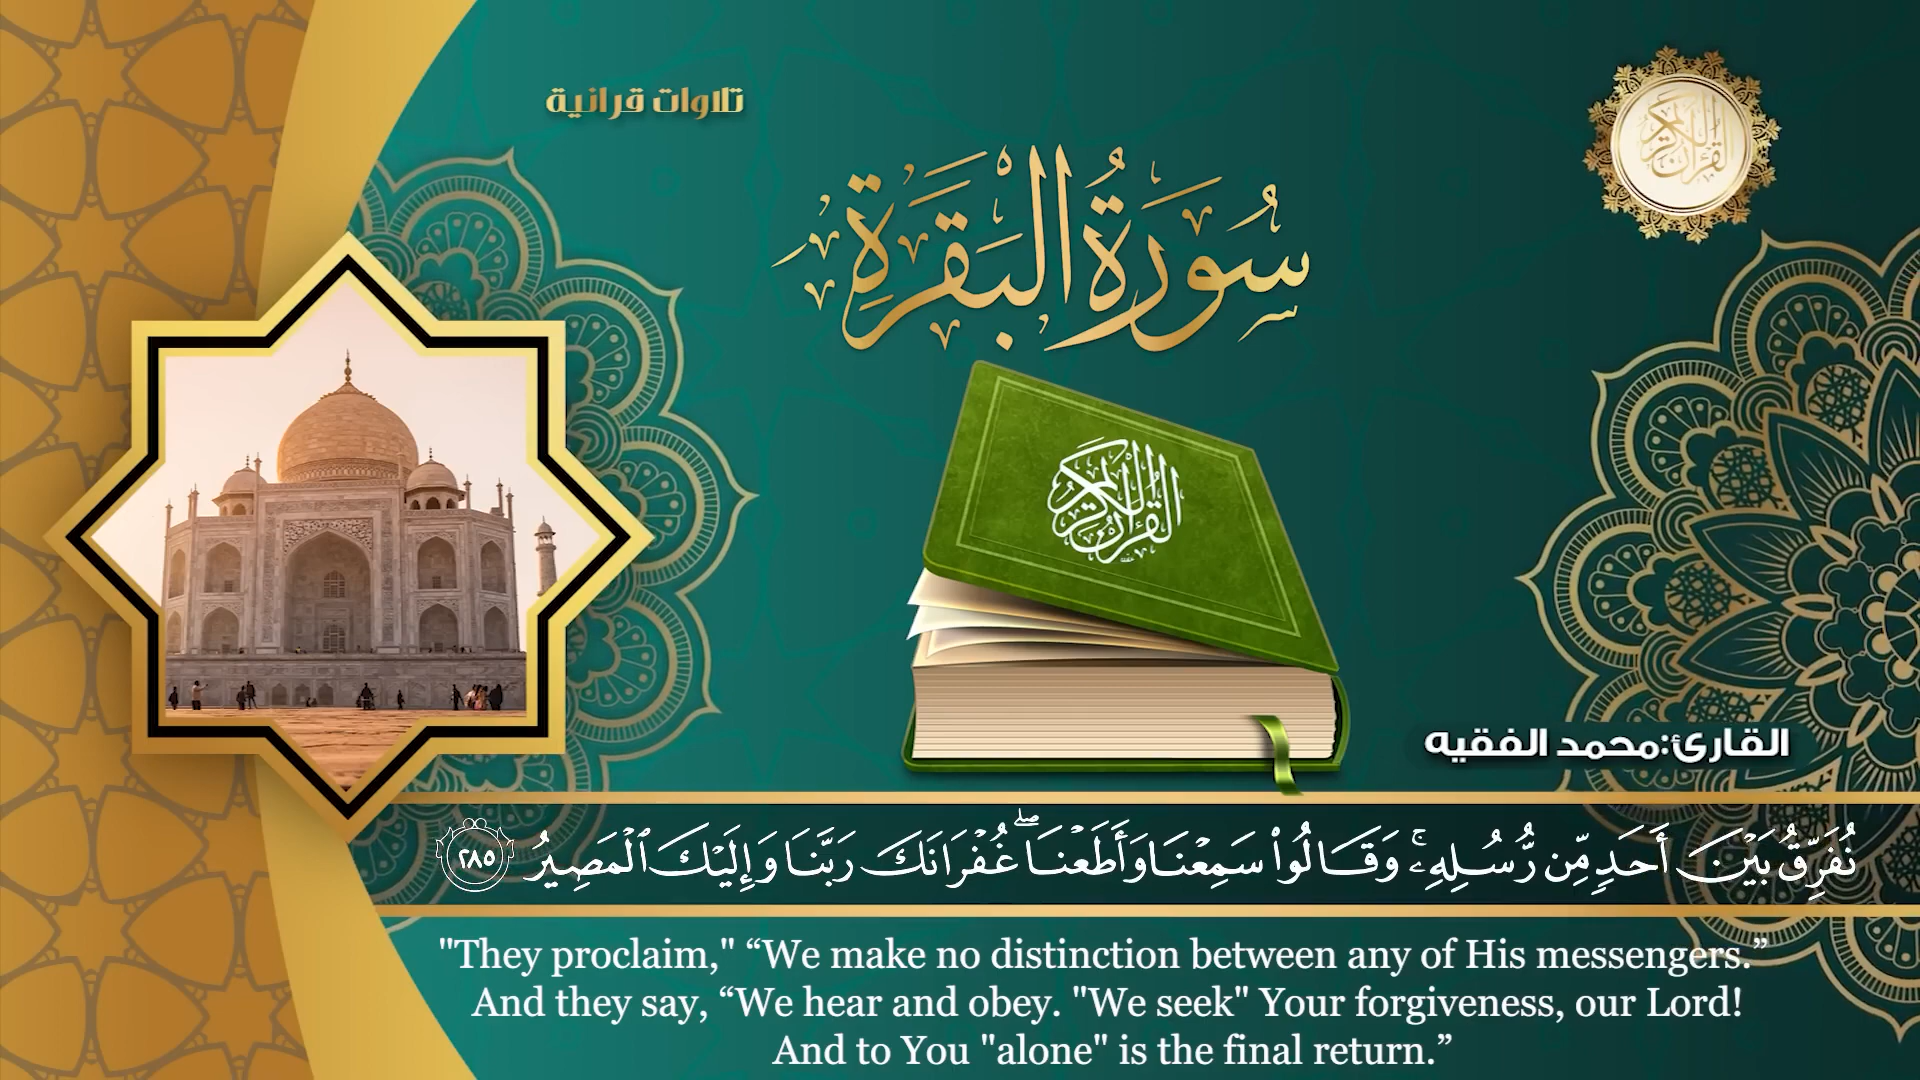 تلاوات قرانية
القرآن الكريم
سُورَةُ البَقَرَةِ
القرآن الكريم
القارئ:محمد الفقيه
نُفَرِّقُ بَيْنَ أَحَدٍ مِّن رُّسُلِهِۦ ۚ وَقَالُوا۟ سَمِعْنَا وَأَطَعْنَا ۖ غُفْرَانَكَ رَبَّنَا وَإِلَيْكَ ٱلْمَصِيرُ ٢٨٥
"They proclaim," “We make no distinction between any of His messengers.”
And they say, “We hear and obey. "We seek" Your forgiveness, our Lord!
And to You "alone" is the final return.”